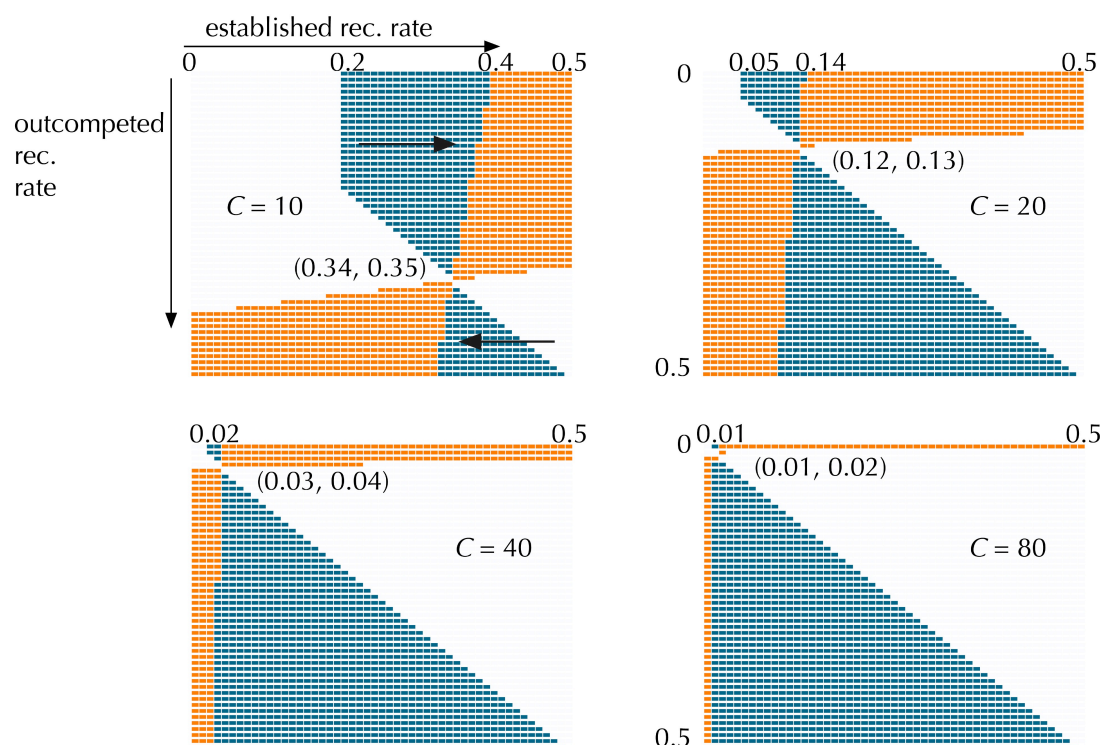 established rec. rate
0 0.2 0.4 0.5
outcompeted
rec.
rate
C = 10
(0.34, 0.35)
0.05 0.14 0.5
0
(0.12, 0.13)
C = 20
0.5
0.02 0.5
(0.03, 0.04)
C = 40
0 0.01 0.5
(0.01, 0.02)
C = 80
0.5